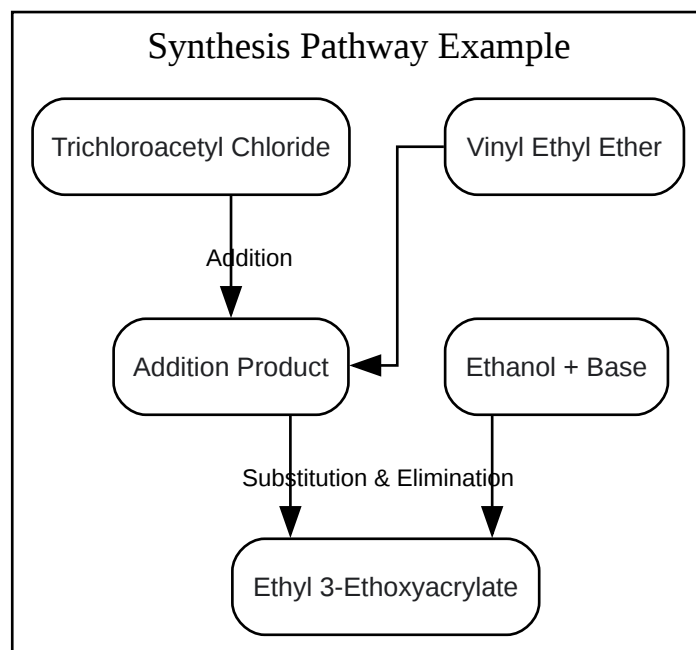 Synthesis Pathway Example
Trichloroacetyl Chloride
Vinyl Ethyl Ether
Addition
Addition Product
Ethanol + Base
Substitution & Elimination
Ethyl 3-Ethoxyacrylate